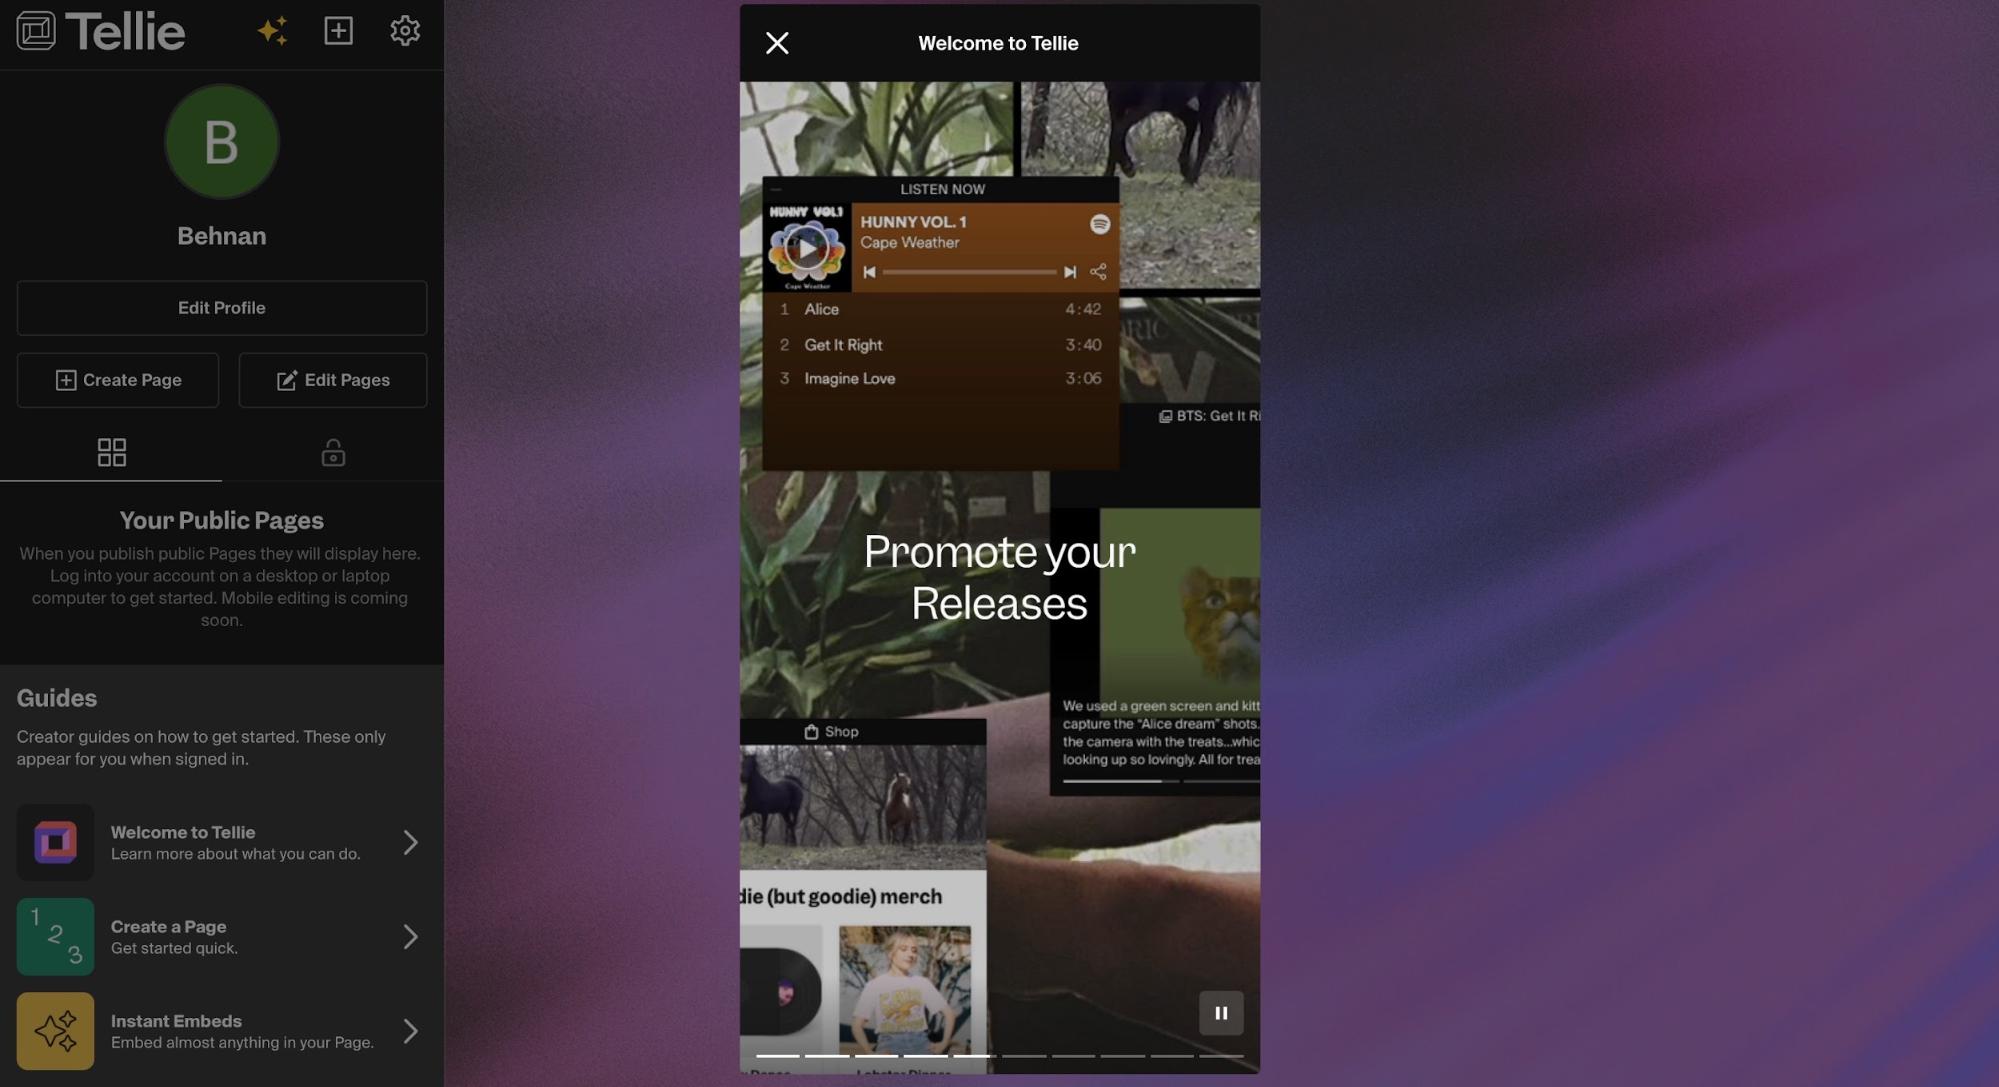 Tellie
B
Behnan
Edit Profile
Create Page
Edit Pages
Your Public Pages
When you publish public Pages they will display here.
Log into your account on a desktop or laptop
computer to get started. Mobile editing is coming
soon.
Guides
Creator guides on how to get started. These only
appear for you when signed in.
Welcome to Tellie
Learn more about what you can do.
1
2
3
Create a Page
Get started quick.
Instant Embeds
Embed almost anything in your Page.
Welcome to Tellie
LISTEN NOW
HUNNY VOL.1
Cape Weather
HUNNY VOL. 1
Cape Weather
1 Alice 4:42
2 Get It Right 3:40
3 Imagine Love 3:06
BTS: Get It Ri
Promote your
Releases
We used a green screen and kitt
capture the "Alice dream" shots.
the camera with the treats...whic
looking up so lovingly. All for trea
Shop
die (but goodie) merch
Lobster Dinner